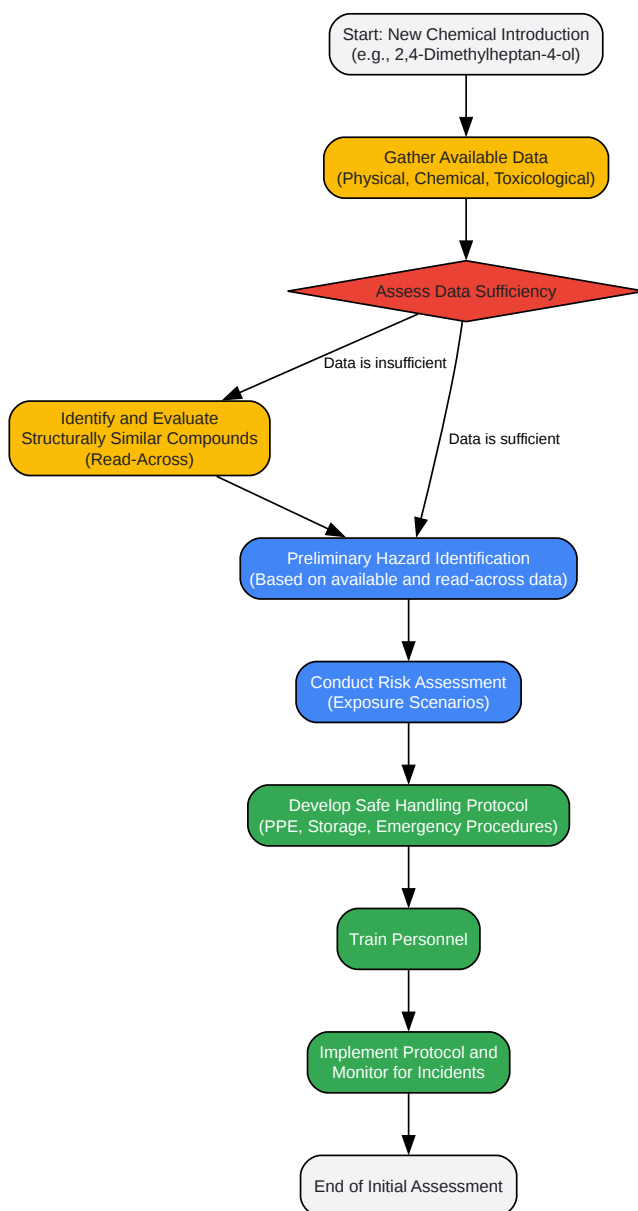 Start: New Chemical Introduction
(e.g., 2,4-Dimethylheptan-4-ol)
Gather Available Data
(Physical, Chemical, Toxicological)
Assess Data Sufficiency
Data is insufficient
Identify and Evaluate
Structurally Similar Compounds
(Read-Across)
Data is sufficient
Preliminary Hazard Identification
(Based on available and read-across data)
Conduct Risk Assessment
(Exposure Scenarios)
Develop Safe Handling Protocol
(PPE, Storage, Emergency Procedures)
Train Personnel
Implement Protocol and
Monitor for Incidents
End of Initial Assessment